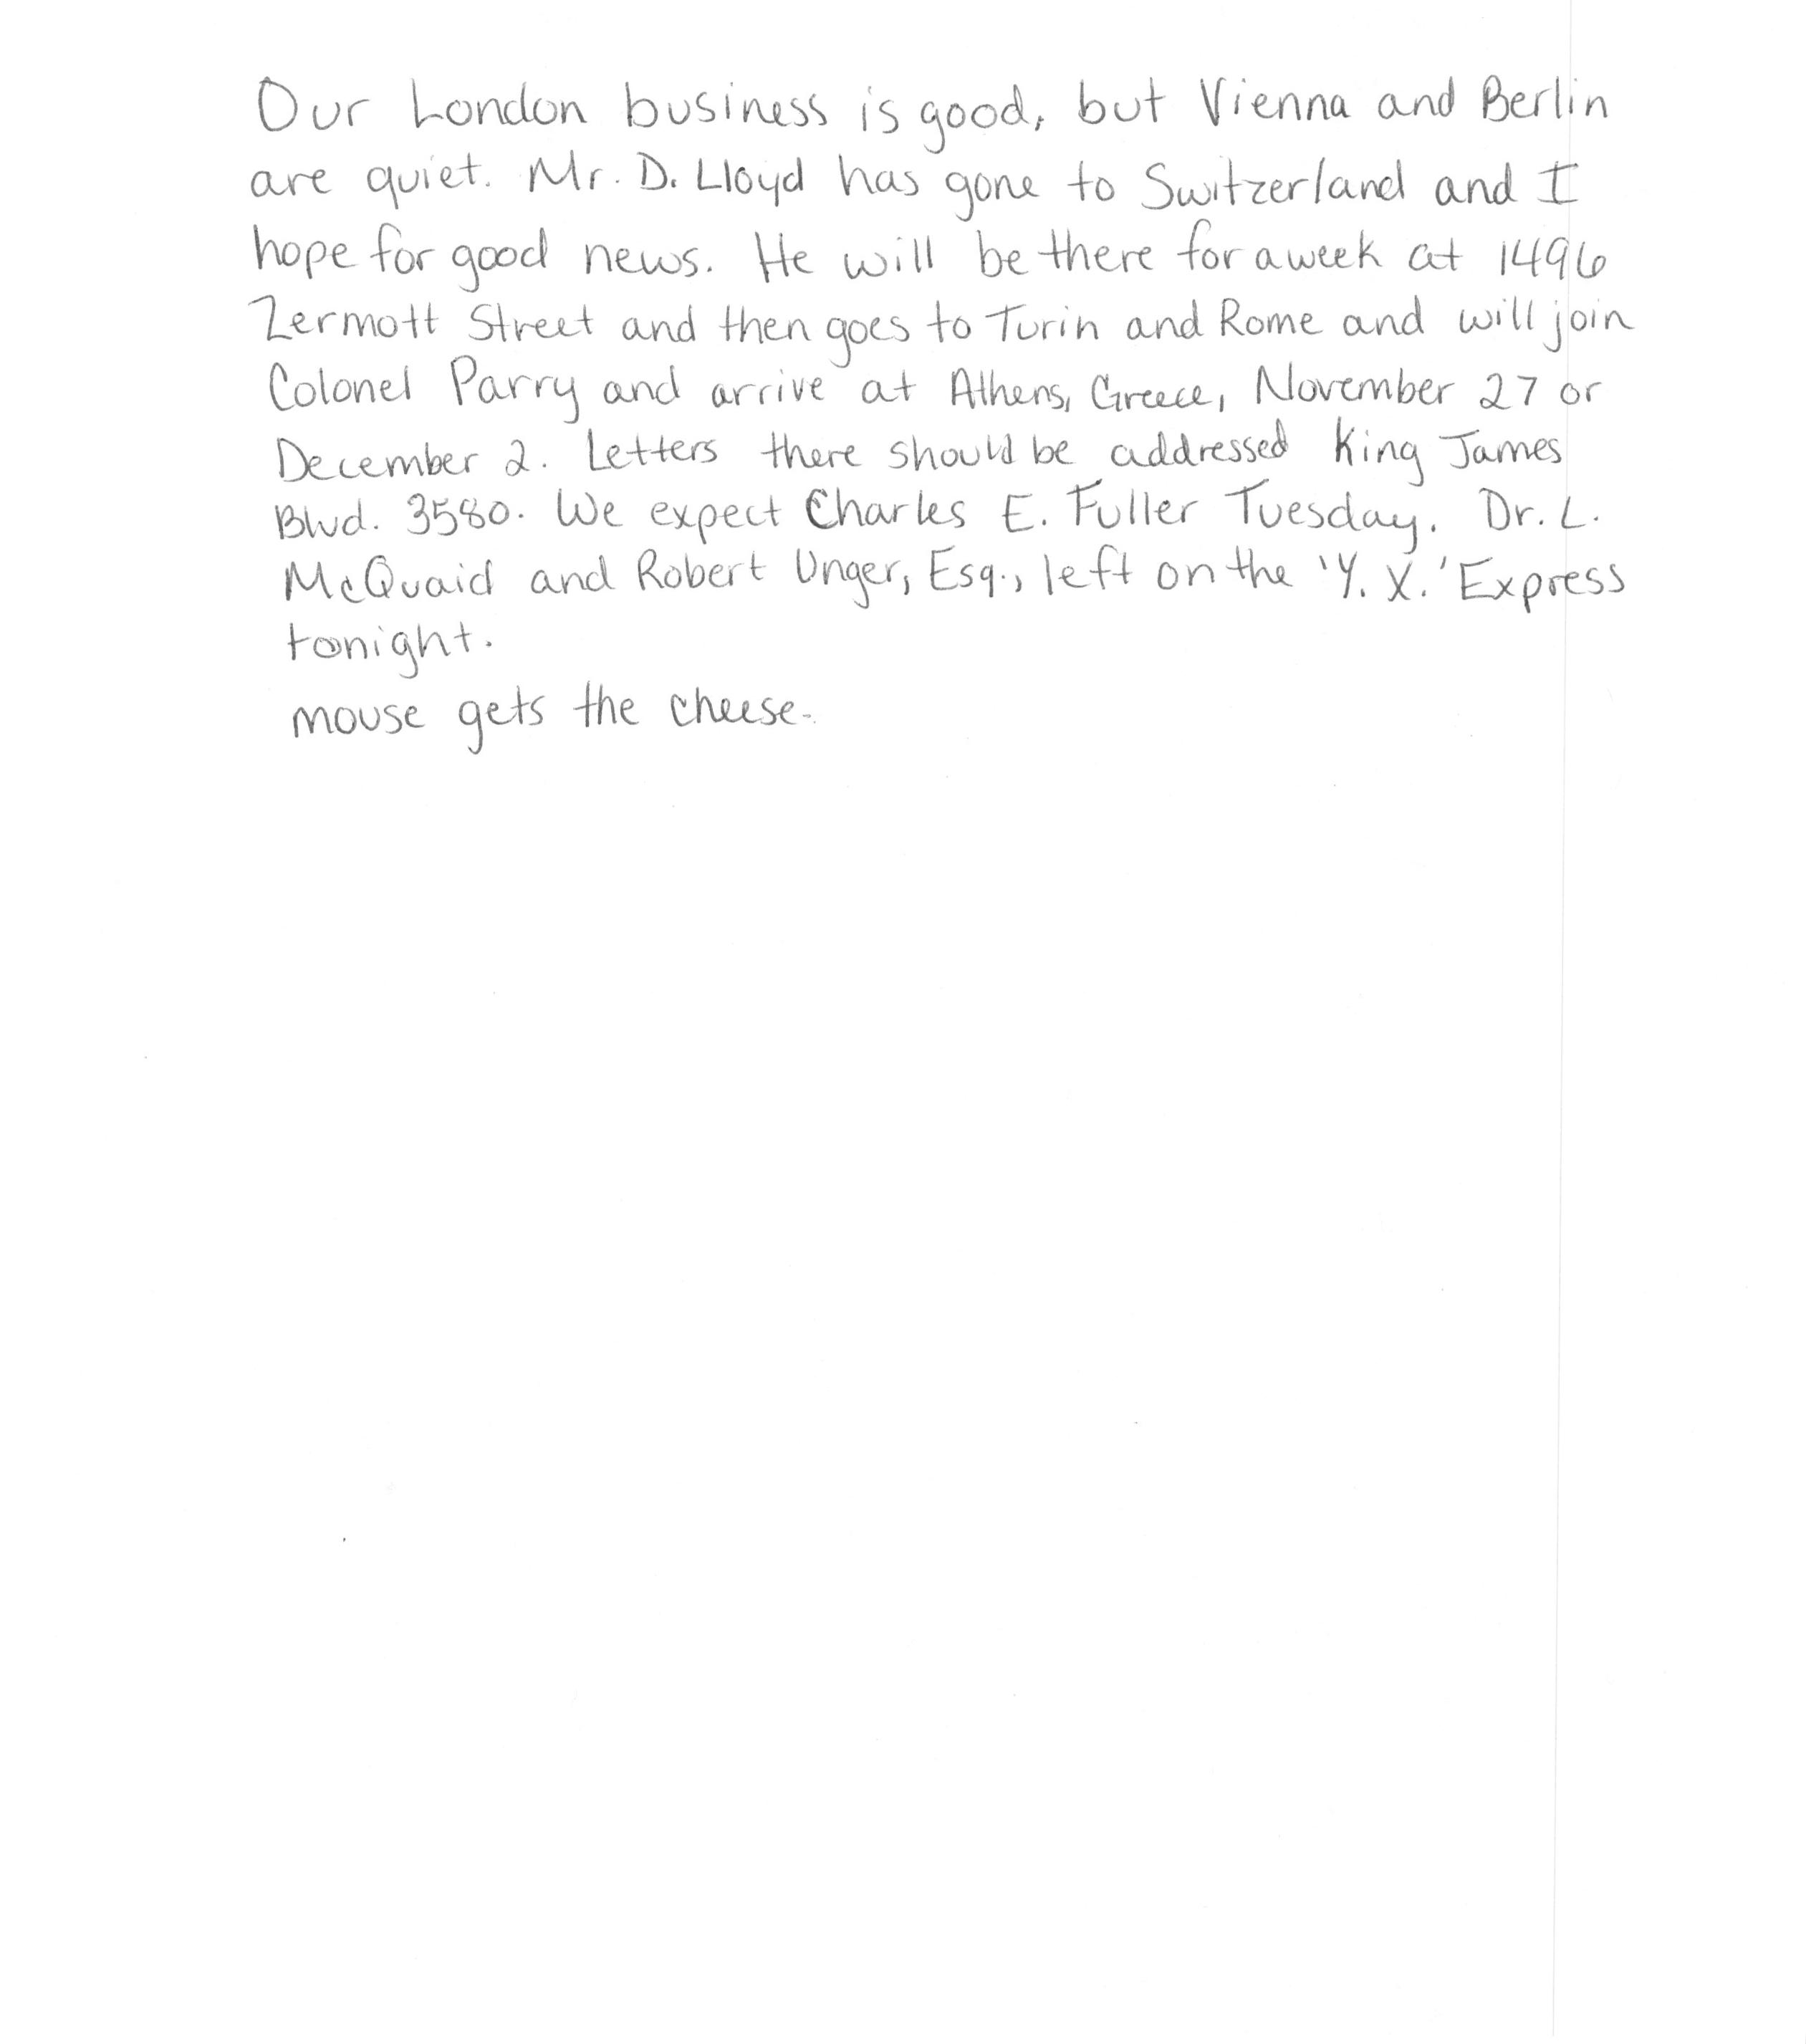 Our London business is good, but Vienna and Berlin
are quiet. Mr. D. Lloyd has gone to Switzerland and I
hope for good news. He will be there for a week at 1496
Zermott Street and then goes to Turin and Rome and will join
Colonel Parry and arrive at Athens, Greece, November 27 or
December 2. Letters there should be addressed King James
Blvd. 3580. We expect Charles E. Fuller Tuesday. Dr. L.
McQuaid and Robert Unger, Esq., left on the 'Y. X.' Express
tonight.
mouse gets the cheese.